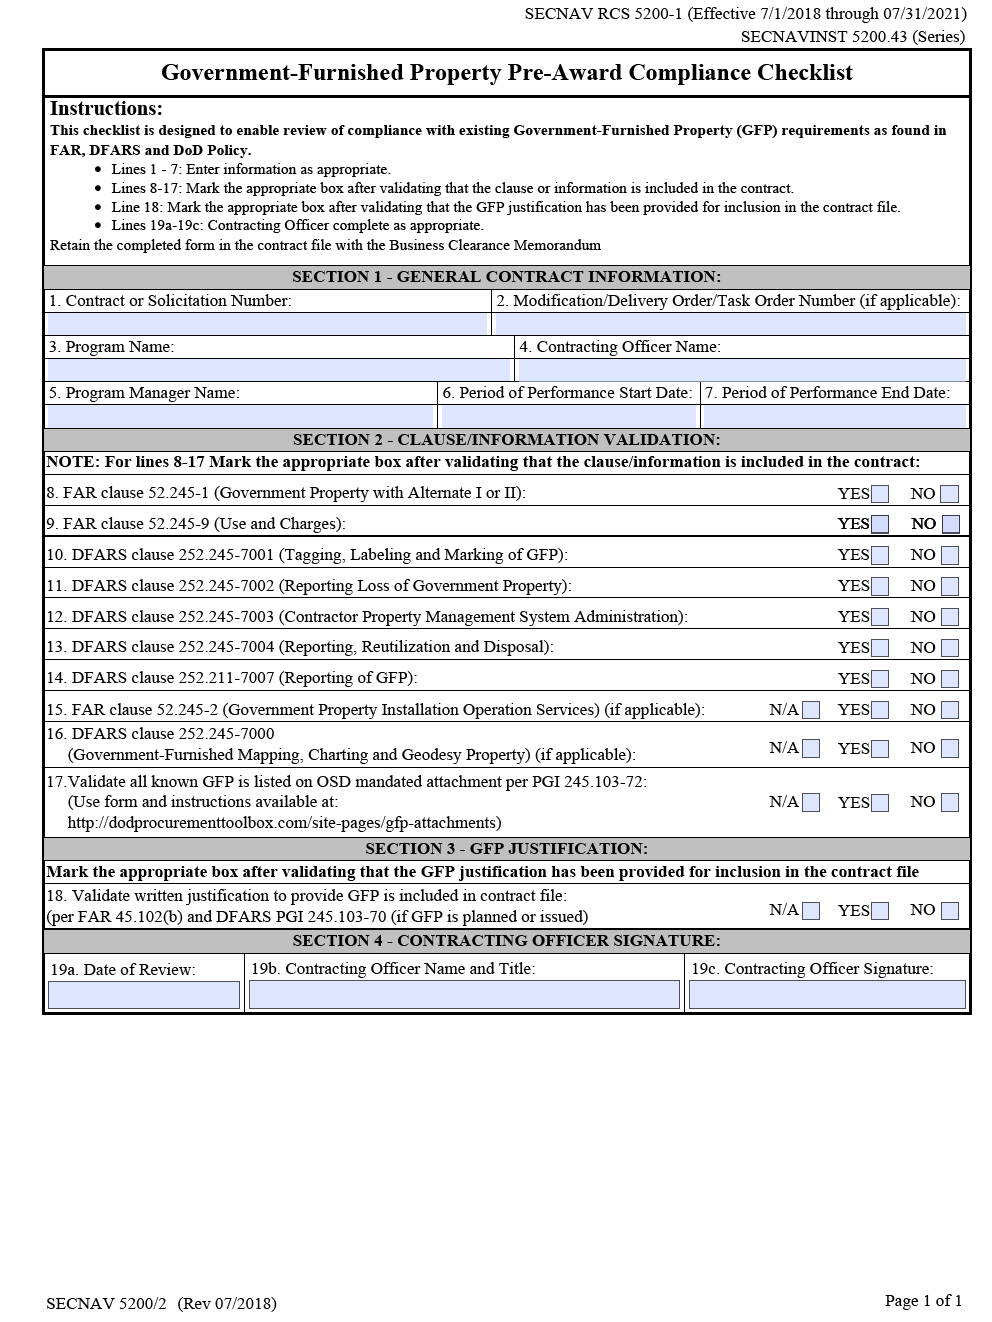 SECNAV RCS 5200-1 (Effective 7/1/2018 through 07/31/2021)
SECNAVINST 5200.43 (Series)
Government-Furnished Property Pre-Award Compliance Checklist
Instructions:
This checklist is designed to enable review of compliance with existing Government-Furnished Property (GFP) requirements as found in
FAR, DFARS and DoD Policy.
• Lines 1 - 7: Enter information as appropriate.
• Lines 8-17: Mark the appropriate box after validating that the clause or information is included in the contract.
• Line 18: Mark the appropriate box after validating that the GFP justification has been provided for inclusion in the contract file.
• Lines 19a-19c: Contracting Officer complete as appropriate.
Retain the completed form in the contract file with the Business Clearance Memorandum
SECTION 1 - GENERAL CONTRACT INFORMATION:
1. Contract or Solicitation Number: 2. Modification/Delivery Order/Task Order Number (if applicable):
3. Program Name: 4. Contracting Officer Name:
5. Program Manager Name: 6. Period of Performance Start Date: 7. Period of Performance End Date:
SECTION 2 - CLAUSE/INFORMATION VALIDATION:
NOTE: For lines 8-17 Mark the appropriate box after validating that the clause/information is included in the contract:
8. FAR clause 52.245-1 (Government Property with Alternate I or II): YES NO
9. FAR clause 52.245-9 (Use and Charges): YES NO
10. DFARS clause 252.245-7001 (Tagging, Labeling and Marking of GFP): YES NO
11. DFARS clause 252.245-7002 (Reporting Loss of Government Property): YES NO
12. DFARS clause 252.245-7003 (Contractor Property Management System Administration): YES NO
13. DFARS clause 252.245-7004 (Reporting, Reutilization and Disposal): YES NO
14. DFARS clause 252.211-7007 (Reporting of GFP): YES NO
15. FAR clause 52.245-2 (Government Property Installation Operation Services) (if applicable): N/A YES NO
16. DFARS clause 252.245-7000
(Government-Furnished Mapping, Charting and Geodesy Property) (if applicable): N/A YES NO
17.Validate all known GFP is listed on OSD mandated attachment per PGI 245.103-72:
(Use form and instructions available at: N/A YES NO
http://dodprocurementtoolbox.com/site-pages/gfp-attachments)
SECTION 3 - GFP JUSTIFICATION:
Mark the appropriate box after validating that the GFP justification has been provided for inclusion in the contract file
18. Validate written justification to provide GFP is included in contract file:
(per FAR 45.102(b) and DFARS PGI 245.103-70 (if GFP is planned or issued) N/A YES NO
SECTION 4 - CONTRACTING OFFICER SIGNATURE:
19a. Date of Review: 19b. Contracting Officer Name and Title: 19c. Contracting Officer Signature:
SECNAV 5200/2 (Rev 07/2018) Page 1 of 1